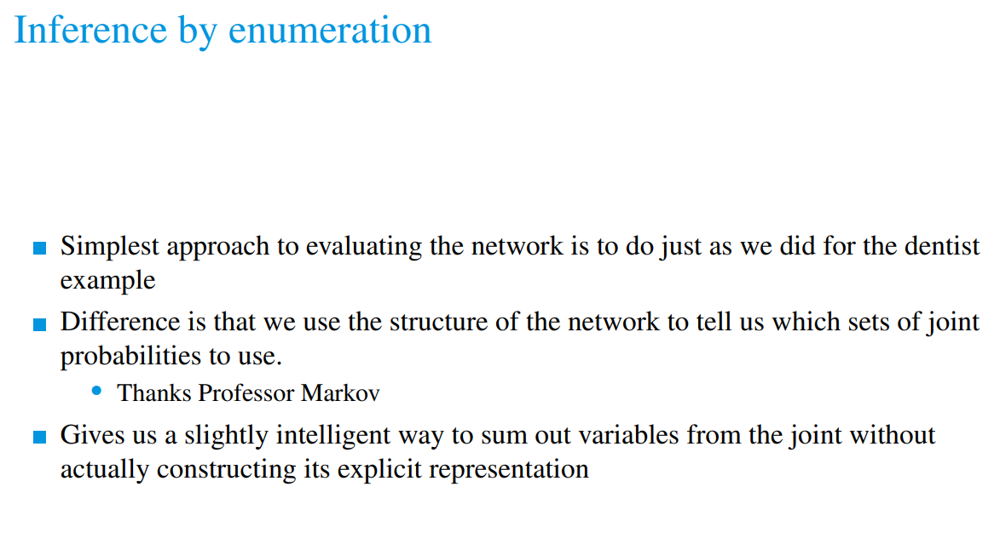 Inference by enumeration
Simplest approach to evaluating the network is to do just as we did for the dentist
example
Difference is that we use the structure of the network to tell us which sets of joint
probabilities to use.
Thanks Professor Markov
Gives us a slightly intelligent way to sum out variables from the joint without
actually constructing its explicit representation